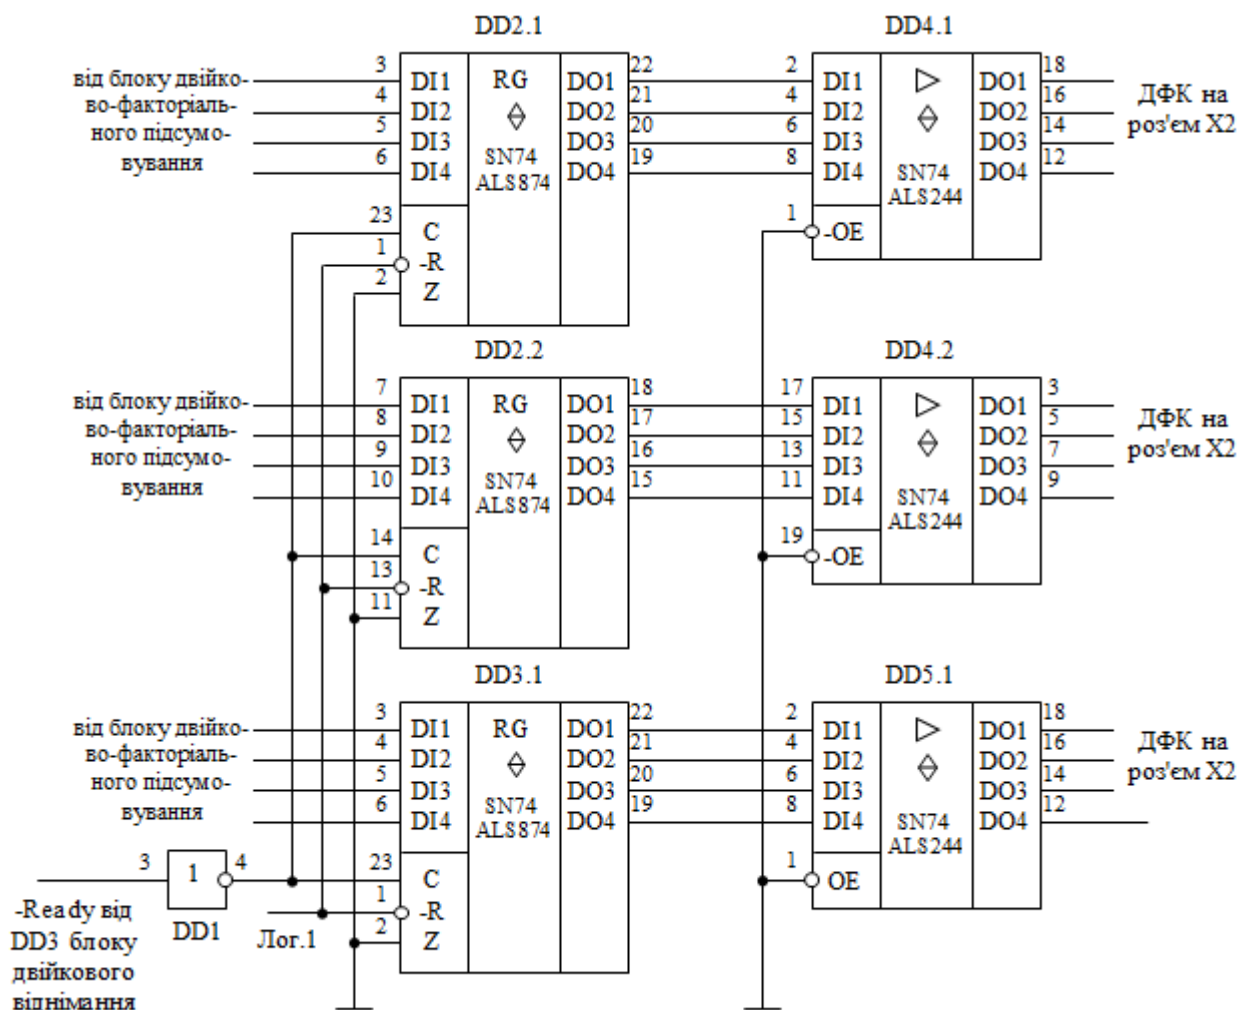 DD2.1
DD4.1
від блоку двійко-
во-факторіаль-
ного підсумо-
вування
3
4
5
6
DI1
DI2
DI3
DI4
RG
SN74
ALS874
DO1
DO2
DO3
DO4
22
21
20
19
23
1
2
C
-R
Z
2
4
6
8
DI1
DI2
DI3
DI4
SN74
ALS244
DO1
DO2
DO3
DO4
18
16
14
12
1
-OE
ДФК на
роз'єм X2
DD2.2
DD4.2
від блоку двійко-
во-факторіаль-
ного підсумо-
вування
7
8
9
10
DI1
DI2
DI3
DI4
RG
SN74
ALS874
DO1
DO2
DO3
DO4
18
17
16
15
14
13
11
C
-R
Z
17
15
13
11
DI1
DI2
DI3
DI4
SN74
ALS244
DO1
DO2
DO3
DO4
3
5
7
9
19
-OE
ДФК на
роз'єм X2
DD3.1
DD5.1
від блоку двійко-
во-факторіаль-
ного підсумо-
вування
3
4
5
6
DI1
DI2
DI3
DI4
RG
SN74
ALS874
DO1
DO2
DO3
DO4
22
21
20
19
23
1
2
C
-R
Z
2
4
6
8
DI1
DI2
DI3
DI4
SN74
ALS244
DO1
DO2
DO3
DO4
18
16
14
12
1
OE
ДФК на
роз'єм X2
3
1
4
DD1
-Ready від
DD3 блоку
двійкового
віднімання
Лог.1